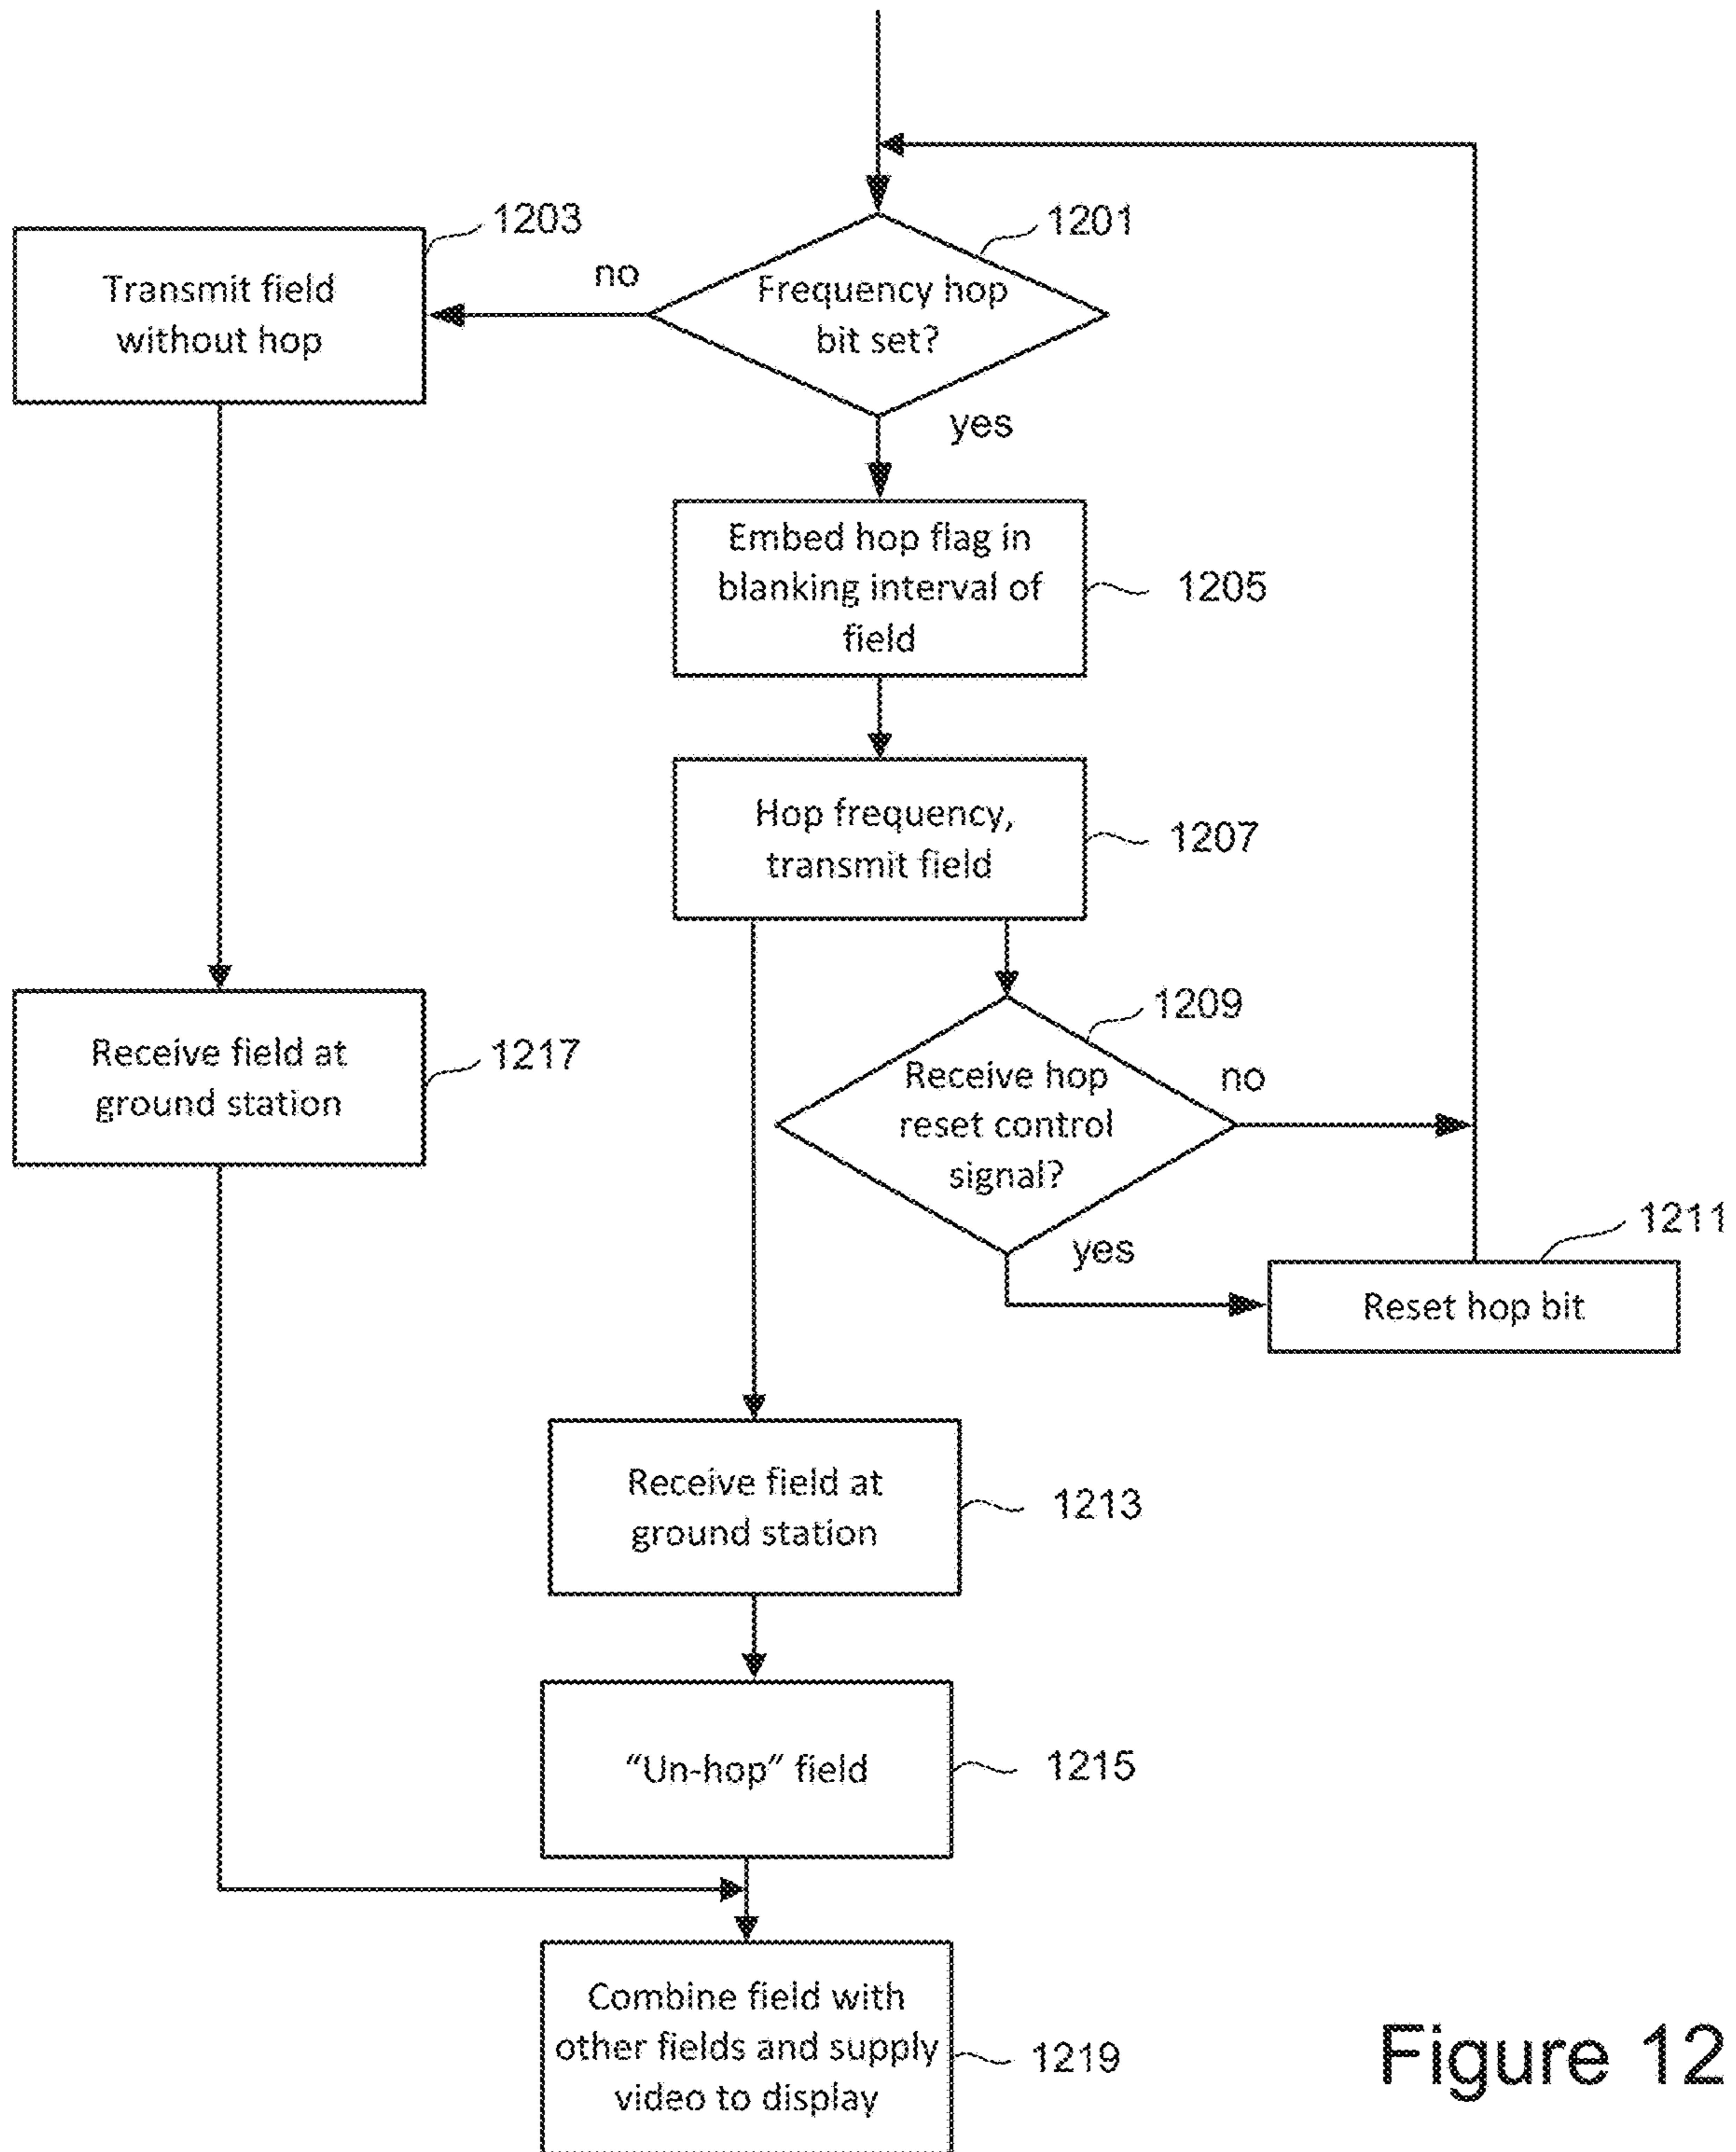 1203
1201
Transmit field
without hop
no
Frequency hop
bit set?
yes
Embed hop flag in
blanking interval of
field
1205
Hop frequency,
transmit field
1207
1209
Receive field at
ground station
1217
Receive hop
reset control
signal?
no
yes
1211
Reset hop bit
Receive field at
ground station
1213
“Un-hop” field
1215
Combine field with
other fields and supply
video to display
1219
Figure 12